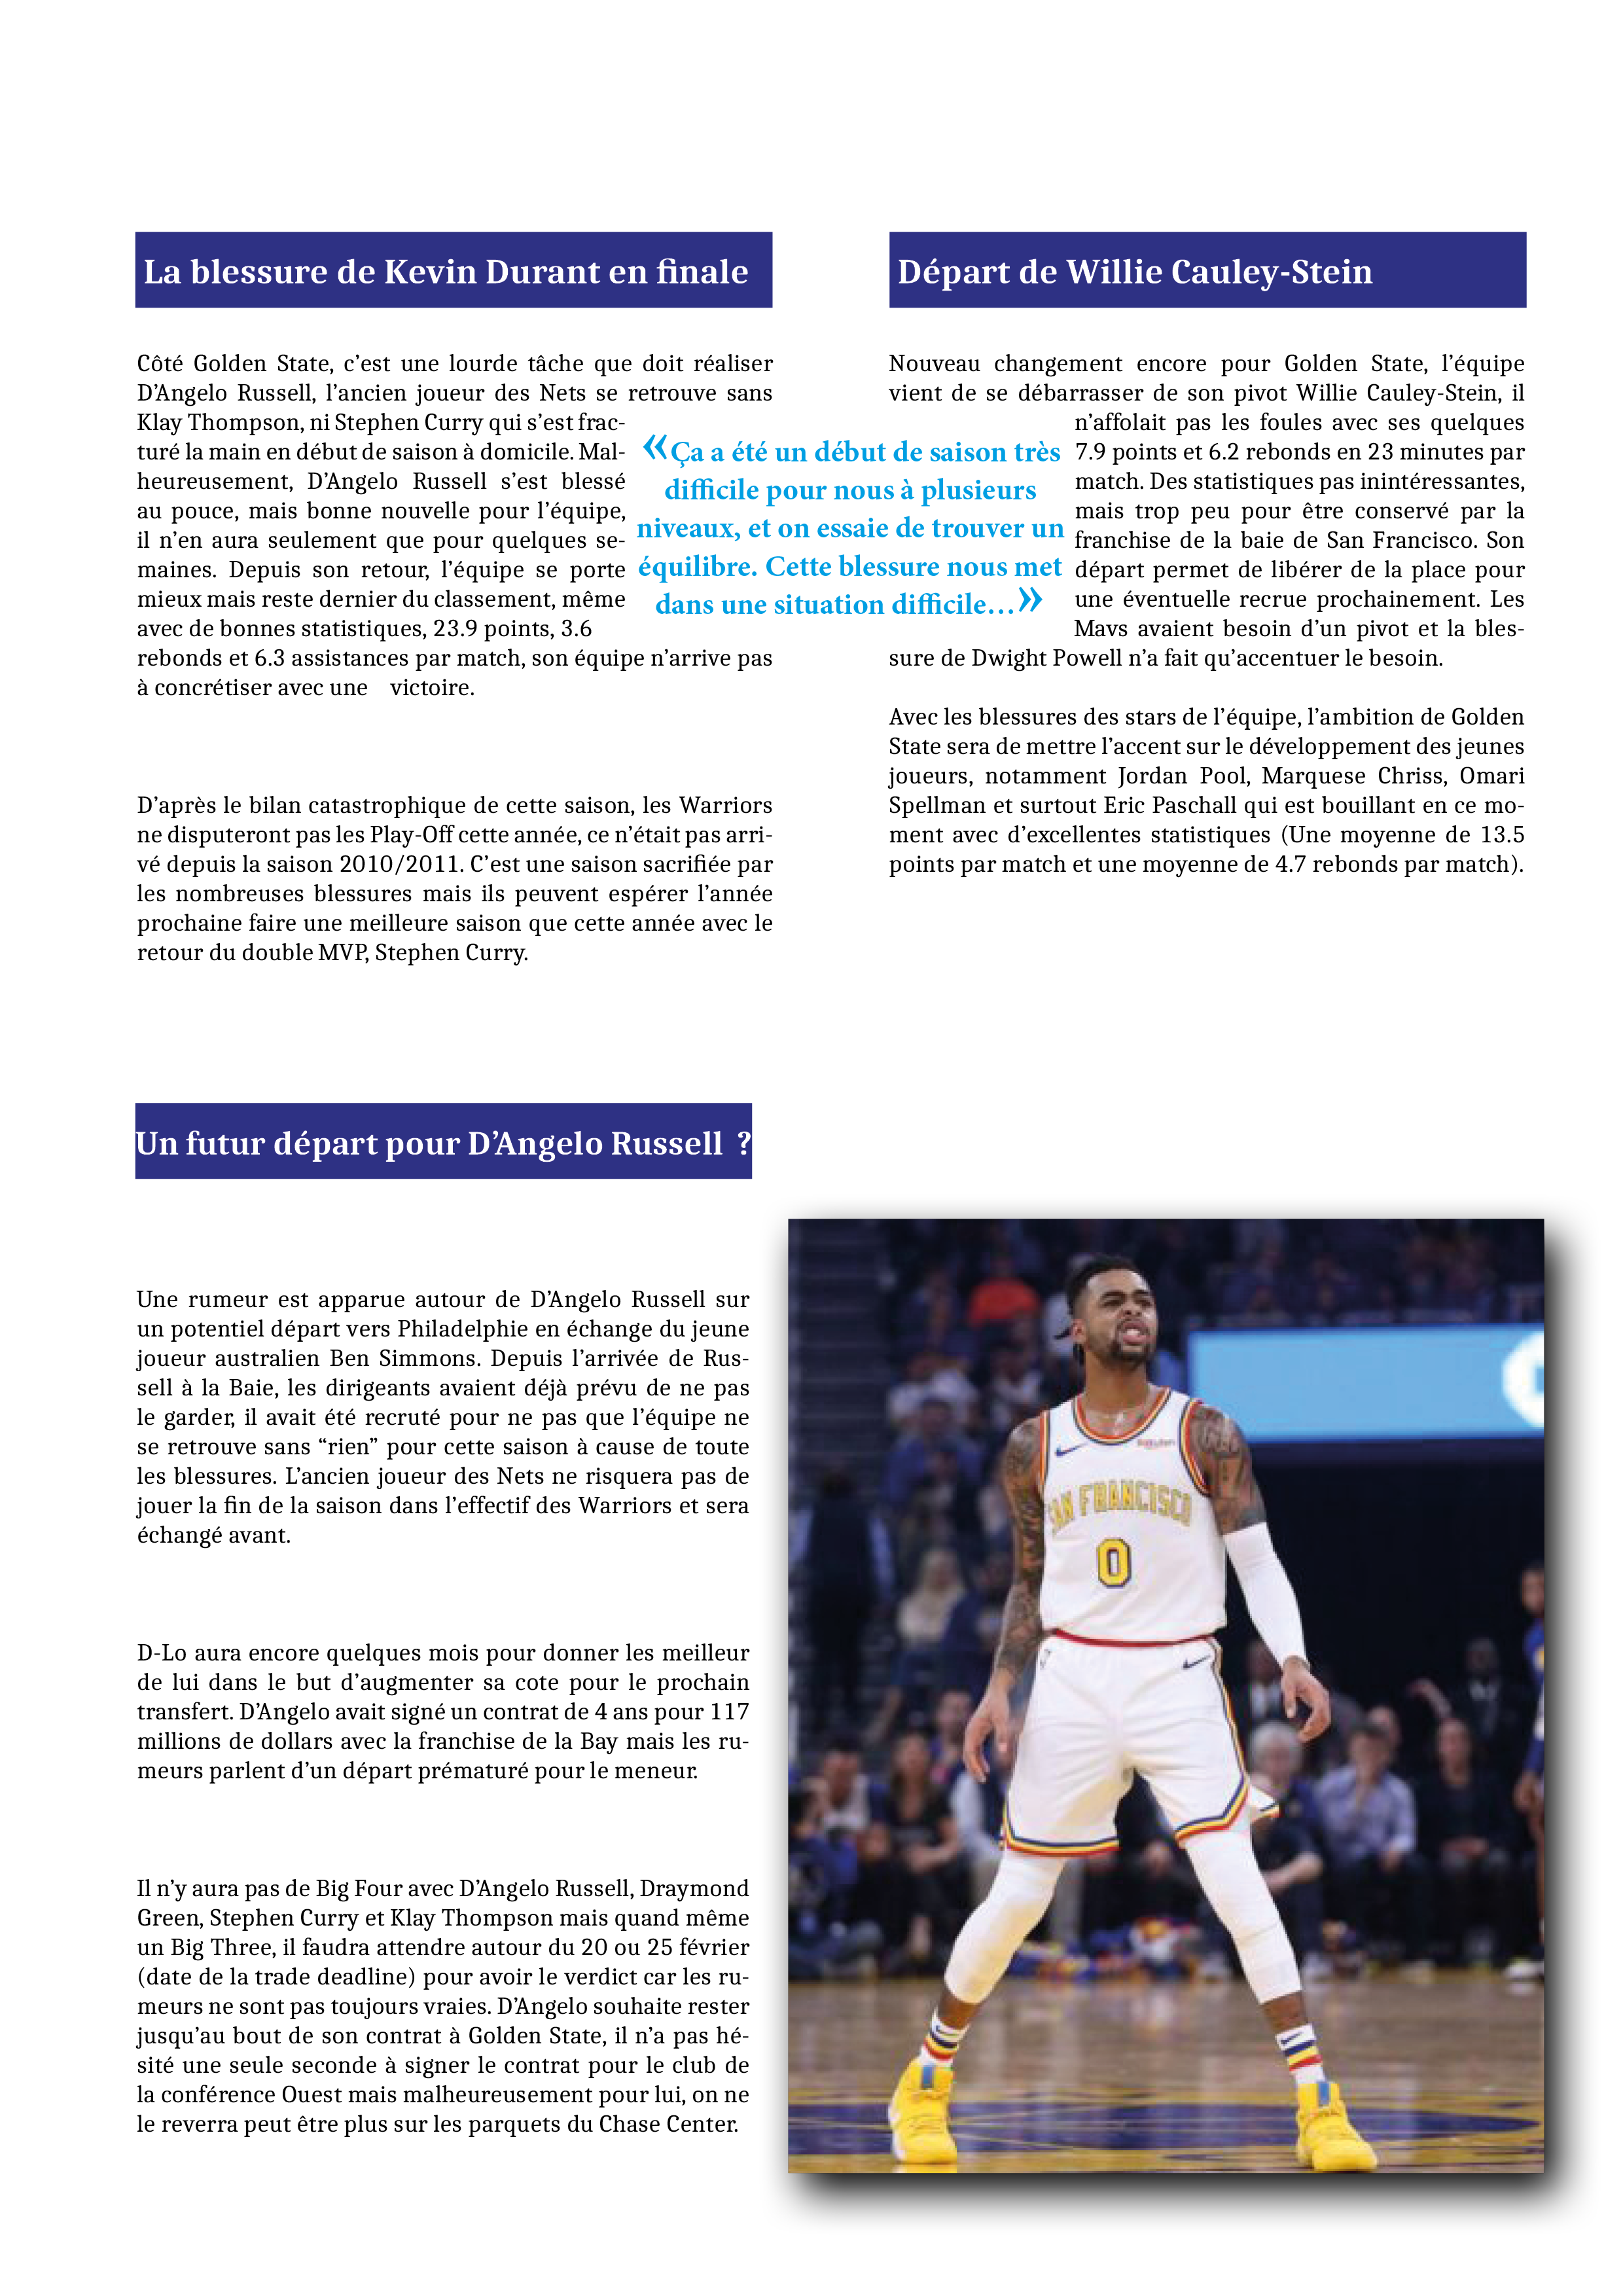 La blessure de Kevin Durant en finale
Côté Golden State, c’est une lourde tâche que doit réaliser
D’Angelo Russell, l’ancien joueur des Nets se retrouve sans
Klay Thompson, ni Stephen Curry qui s’est frac-
turé la main en début de saison à domicile. Mal-
heureusement, D’Angelo Russell s’est blessé
au pouce, mais bonne nouvelle pour l’équipe,
il n’en aura seulement que pour quelques se-
maines. Depuis son retour, l’équipe se porte
mieux mais reste dernier du classement, même
avec de bonnes statistiques, 23.9 points, 3.6
rebonds et 6.3 assistances par match, son équipe n’arrive pas
à concrétiser avec une victoire.
D’après le bilan catastrophique de cette saison, les Warriors
ne disputeront pas les Play-Off cette année, ce n’était pas arri-
vé depuis la saison 2010/2011. C’est une saison sacrifiée par
les nombreuses blessures mais ils peuvent espérer l’année
prochaine faire une meilleure saison que cette année avec le
retour du double MVP, Stephen Curry.
«Ça a été un début de saison très
difficile pour nous à plusieurs
niveaux, et on essaie de trouver un
équilibre. Cette blessure nous met
dans une situation difficile…»
Départ de Willie Cauley-Stein
Nouveau changement encore pour Golden State, l’équipe
vient de se débarrasser de son pivot Willie Cauley-Stein, il
n’affolait pas les foules avec ses quelques
7.9 points et 6.2 rebonds en 23 minutes par
match. Des statistiques pas inintéressantes,
mais trop peu pour être conservé par la
franchise de la baie de San Francisco. Son
départ permet de libérer de la place pour
une éventuelle recrue prochainement. Les
Mavs avaient besoin d’un pivot et la bles-
sure de Dwight Powell n’a fait qu’accentuer le besoin.
Avec les blessures des stars de l’équipe, l’ambition de Golden
State sera de mettre l’accent sur le développement des jeunes
joueurs, notamment Jordan Pool, Marquese Chriss, Omari
Spellman et surtout Eric Paschall qui est bouillant en ce mo-
ment avec d’excellentes statistiques (Une moyenne de 13.5
points par match et une moyenne de 4.7 rebonds par match).
Un futur départ pour D’Angelo Russell ?
Une rumeur est apparue autour de D’Angelo Russell sur
un potentiel départ vers Philadelphie en échange du jeune
joueur australien Ben Simmons. Depuis l’arrivée de Rus-
sell à la Baie, les dirigeants avaient déjà prévu de ne pas
le garder, il avait été recruté pour ne pas que l’équipe ne
se retrouve sans “rien” pour cette saison à cause de toute
les blessures. L’ancien joueur des Nets ne risquera pas de
jouer la fin de la saison dans l’effectif des Warriors et sera
échangé avant.
D-Lo aura encore quelques mois pour donner les meilleur
de lui dans le but d’augmenter sa cote pour le prochain
transfert. D’Angelo avait signé un contrat de 4 ans pour 117
millions de dollars avec la franchise de la Bay mais les ru-
meurs parlent d’un départ prématuré pour le meneur.
Il n’y aura pas de Big Four avec D’Angelo Russell, Draymond
Green, Stephen Curry et Klay Thompson mais quand même
un Big Three, il faudra attendre autour du 20 ou 25 février
(date de la trade deadline) pour avoir le verdict car les ru-
meurs ne sont pas toujours vraies. D’Angelo souhaite rester
jusqu’au bout de son contrat à Golden State, il n’a pas hé-
sité une seule seconde à signer le contrat pour le club de
la conférence Ouest mais malheureusement pour lui, on ne
le reverra peut être plus sur les parquets du Chase Center.
Rakuten
SAN FRANCISCO
0